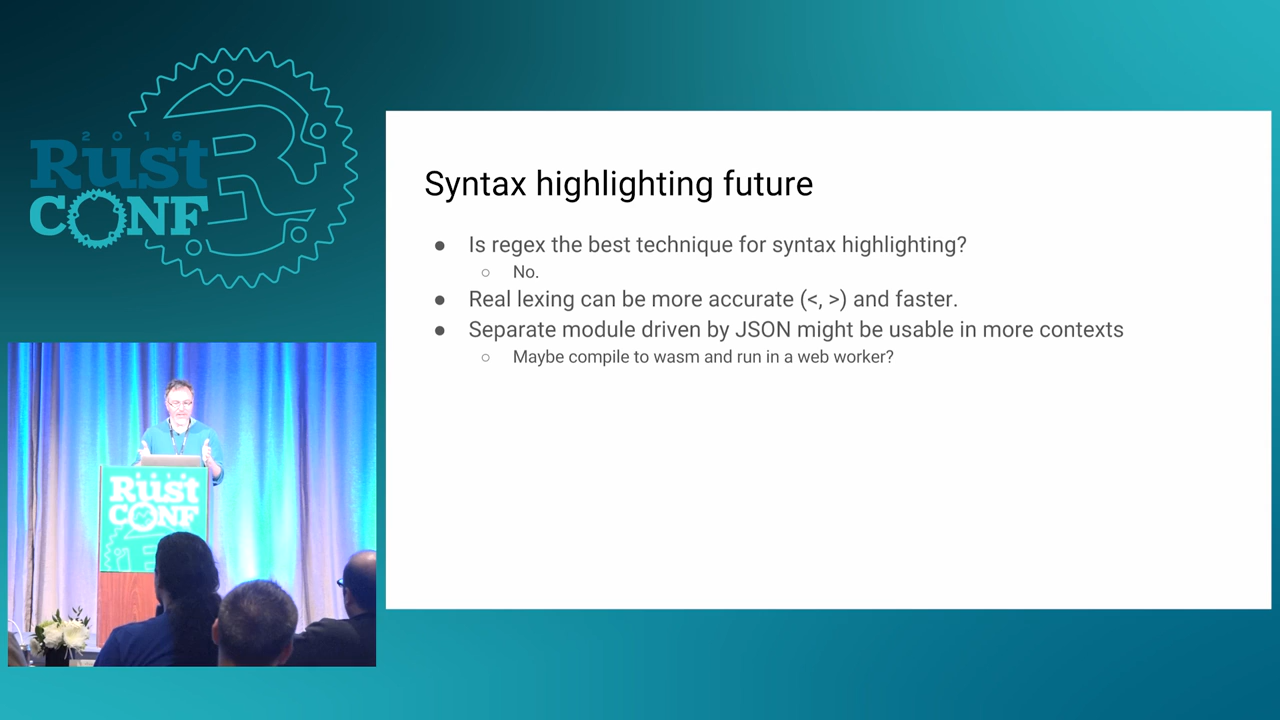 2016
Rust
CONF
Syntax highlighting future
● Is regex the best technique for syntax highlighting?
○ No.
● Real lexing can be more accurate (<, >) and faster.
● Separate module driven by JSON might be usable in more contexts
○ Maybe compile to wasm and run in a web worker?
Rust
CONF